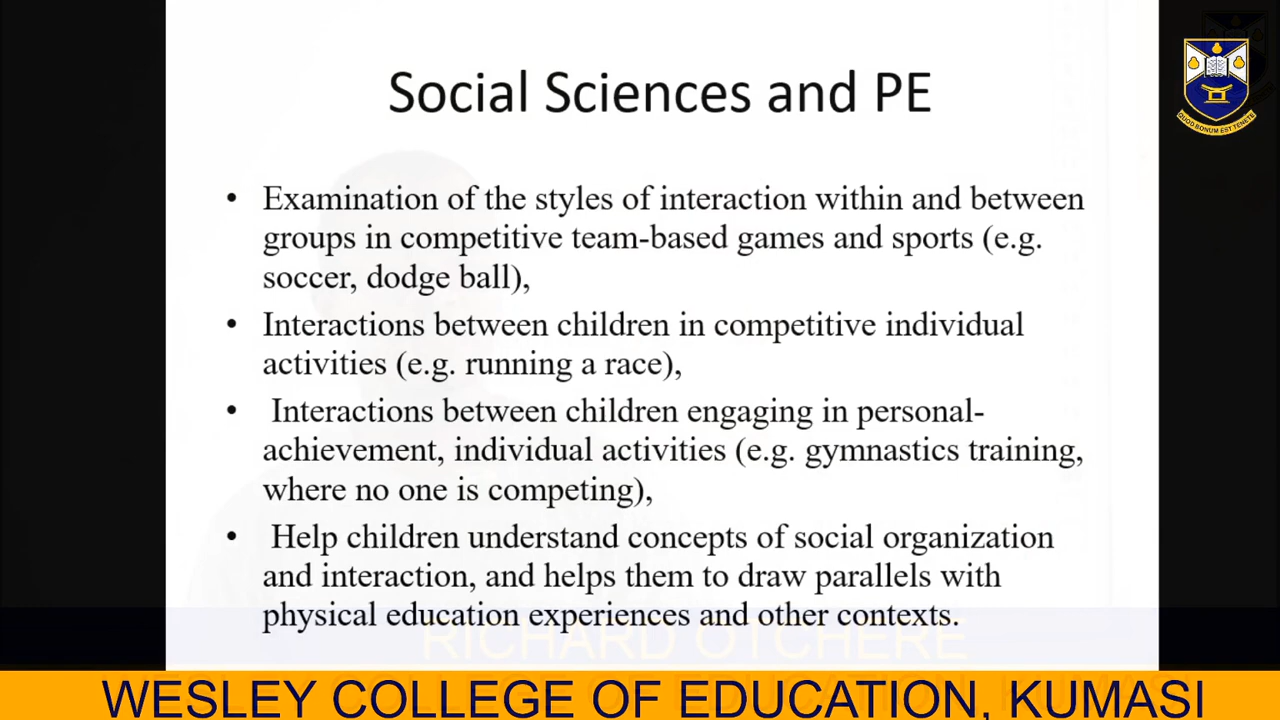 Social Sciences and PE
QUOD BONUM EST TENETE
• Examination of the styles of interaction within and between
groups in competitive team-based games and sports (e.g.
soccer, dodge ball),
• Interactions between children in competitive individual
activities (e.g. running a race),
• Interactions between children engaging in personal-
achievement, individual activities (e.g. gymnastics training,
where no one is competing),
• Help children understand concepts of social organization
and interaction, and helps them to draw parallels with
physical education experiences and other contexts.
RICHARD OTCHERE
WESLEY COLLEGE OF EDUCATION, KUMASI